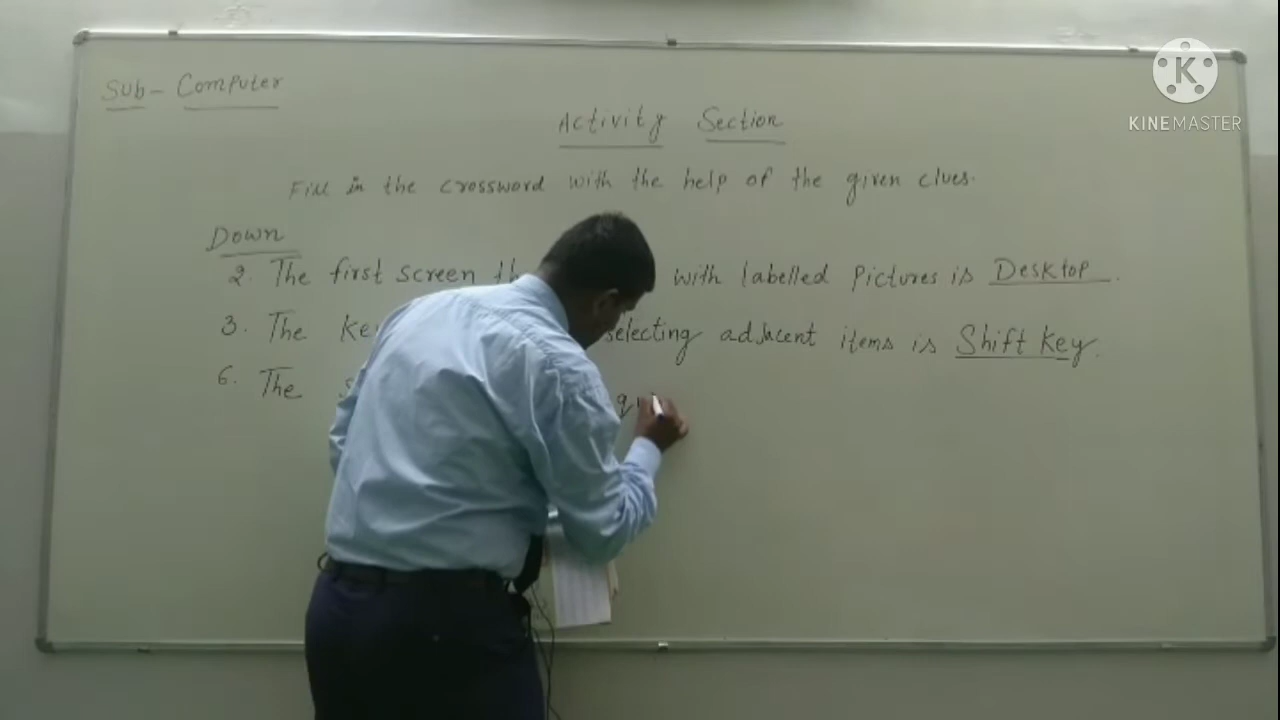 Sub- Computer
Activity Section
Fill in the crossword with the help of the given clues.
Down
2. The first screen with labelled Pictures is Desktop.
3. The selecting adjacent items is Shift key.
6. The
KINEMASTER